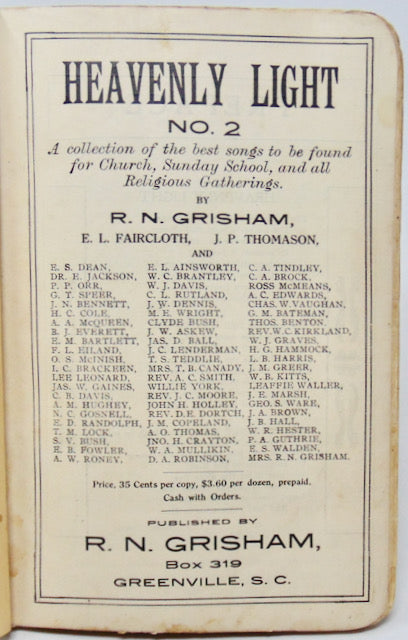 HEAVENLY LIGHT
NO. 2
A collection of the best songs to be found
for Church, Sunday School, and all
Religious Gatherings.
BY
R. N. GRISHAM,
E. L. FAIRCLOTH, J. P. THOMASON,
AND
E. S. DEAN, E. L. AINSWORTH, C. A. TINDLEY,
DR. E. JACKSON, W. C. BRANTLEY, C. A. BROCK,
P. P. ORR, W. J. DAVIS, ROSS McMEANS,
G. T. SPEER, C. L. RUTLAND, A. C. EDWARDS,
J. N. BENNETT, J. W. DENNIS, CHAS. W. VAUGHAN,
H. C. COLE, M. E. WRIGHT, G. M. BATEMAN,
A. A. McQUEEN, CLYDE BUSH, THOS. BENTON,
B. J. EVERETT, J. W. ASKEW, REV. W. C. KIRKLAND,
E. M. BARTLETT, JAS. D. BALL, W. J. GRAVES,
F. L. EILAND, J. C. LENDERMAN, H. G. HAMMOCK,
O. S. McINISH, T. S. TEDDLIE, L. B. HARRIS,
I. C. BRACKEEN, MRS. T. B. CANADY, J. M. GREER,
LEE LEONARD, REV. A. C. SMITH, W. B. KITTS,
JAS. W. GAINES, WILLIE YORK, LEAFFIE WALLER,
C. R. DAVIS, REV. J. C. MOORE, J. E. MARSH,
A. M. HUGHEY, JOHN H. HOLLEY, GEO. S. WARE,
N. C. GOSNELL, REV. D. E. DORTCH, J. A. BROWN,
E. D. RANDOLPH, J. M. COPELAND, J. B. HALL,
T. M. LOCK, A. O. THOMAS, W. R. HESTER,
S. V. BUSH, JNO. H. CRAYTON, P. A. GUTHRIE,
E. B. FOWLER, W. A. MULLIKIN, E. S. WALDEN,
A. W. RONEY, D. A. ROBINSON, MRS. R. N. GRISHAM.
Price, 35 Cents per copy, $3.60 per dozen, prepaid.
Cash with Orders.
PUBLISHED BY
R. N. GRISHAM,
Box 319
GREENVILLE, S. C.